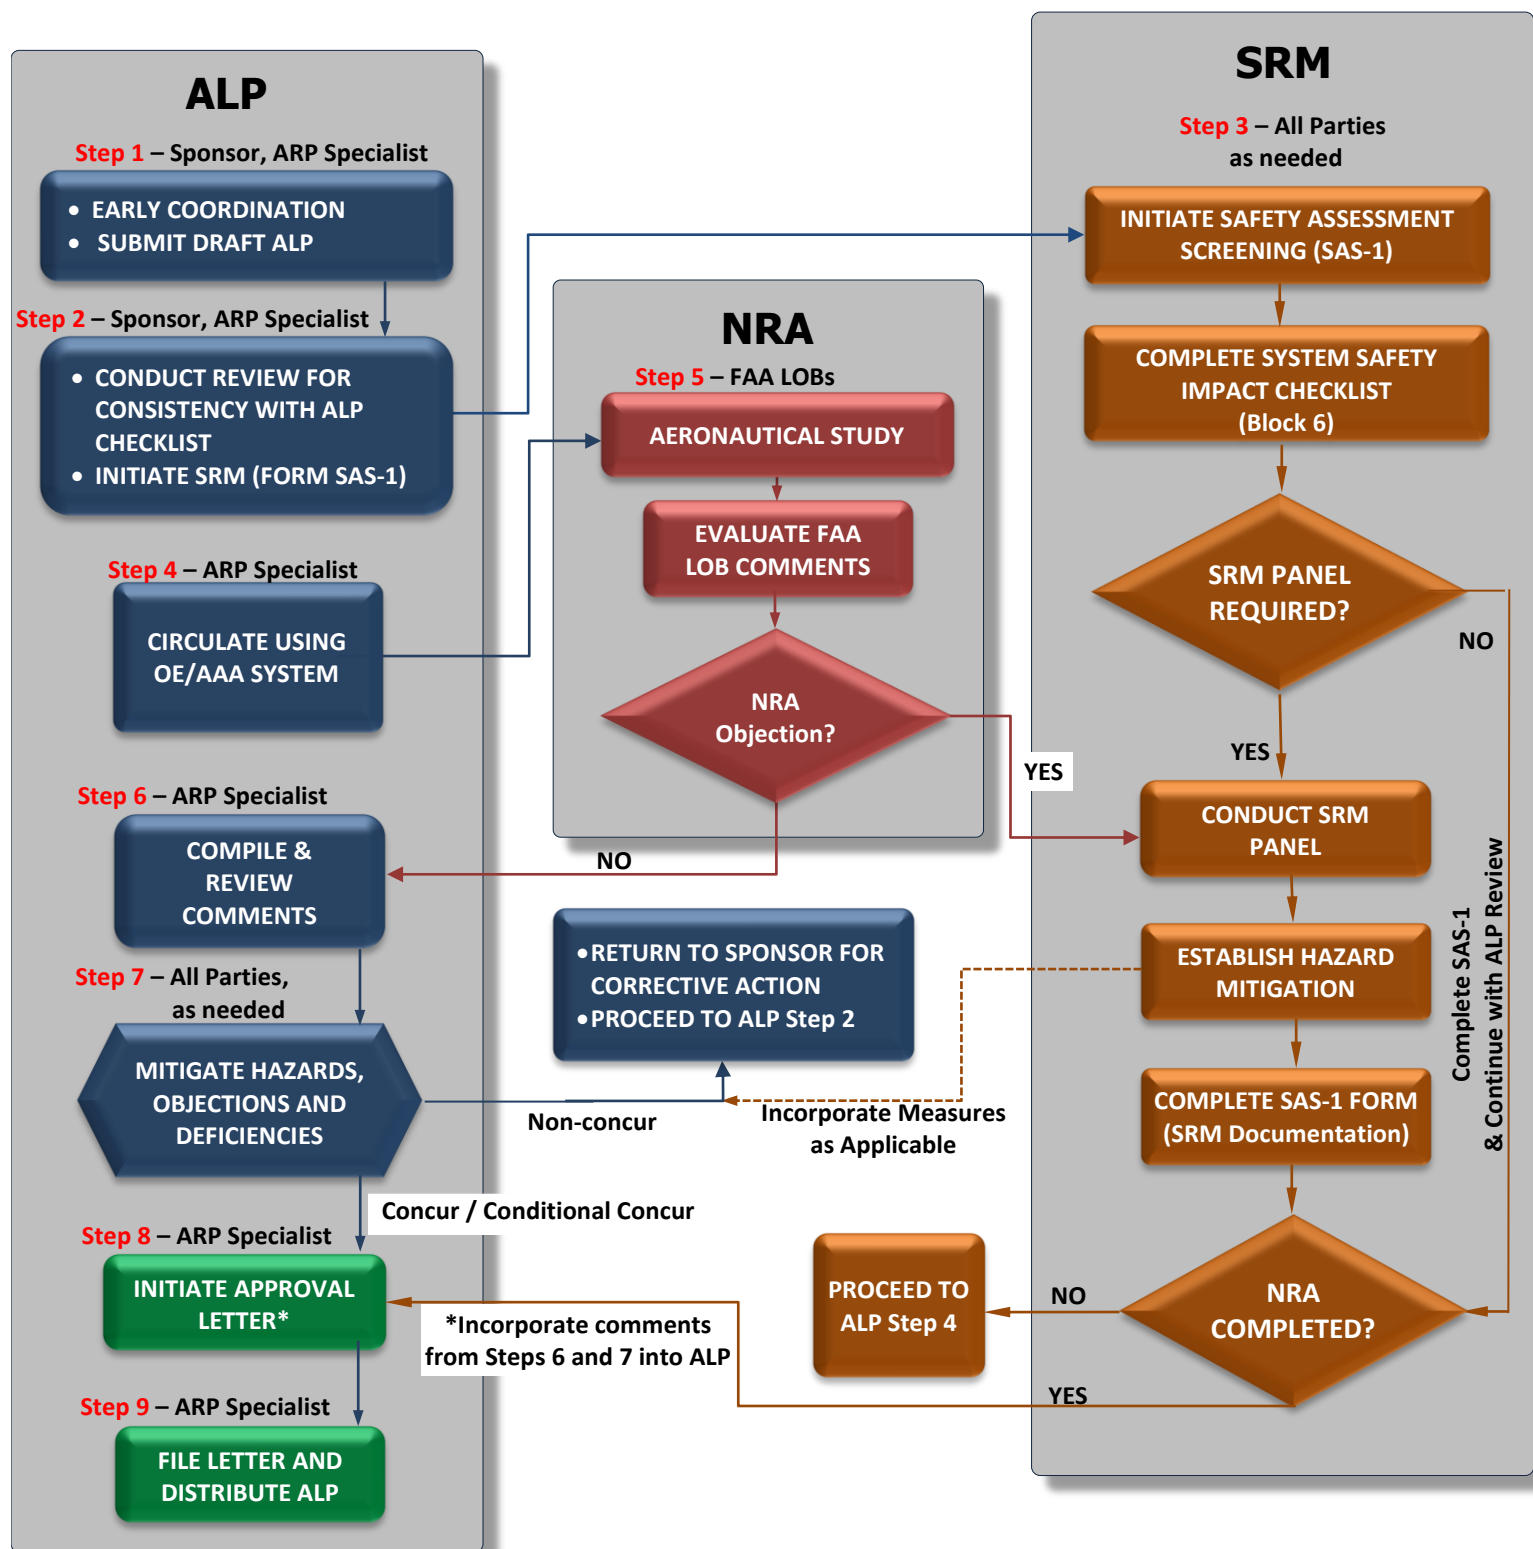 ALP
Step 1 – Sponsor, ARP Specialist
• EARLY COORDINATION
• SUBMIT DRAFT ALP
Step 2 – Sponsor, ARP Specialist
• CONDUCT REVIEW FOR
CONSISTENCY WITH ALP
CHECKLIST
• INITIATE SRM (FORM SAS-1)
Step 4 – ARP Specialist
CIRCULATE USING
OE/AAA SYSTEM
Step 6 – ARP Specialist
COMPILE &
REVIEW
COMMENTS
Step 7 – All Parties,
as needed
MITIGATE HAZARDS,
OBJECTIONS AND
DEFICIENCIES
Non-concur
Concur / Conditional Concur
Step 8 – ARP Specialist
INITIATE APPROVAL
LETTER*
*Incorporate comments
from Steps 6 and 7 into ALP
Step 9 – ARP Specialist
FILE LETTER AND
DISTRIBUTE ALP
NRA
Step 5 – FAA LOBs
AERONAUTICAL STUDY
EVALUATE FAA
LOB COMMENTS
NRA
Objection?
YES
NO
• RETURN TO SPONSOR FOR
CORRECTIVE ACTION
• PROCEED TO ALP Step 2
Incorporate Measures
as Applicable
SRM
Step 3 – All Parties
as needed
INITIATE SAFETY ASSESSMENT
SCREENING (SAS-1)
COMPLETE SYSTEM SAFETY
IMPACT CHECKLIST
(Block 6)
SRM PANEL
REQUIRED?
NO
YES
CONDUCT SRM
PANEL
ESTABLISH HAZARD
MITIGATION
COMPLETE SAS-1 FORM
(SRM Documentation)
Complete SAS-1
& Continue with ALP Review
NRA
COMPLETED?
NO
PROCEED TO
ALP Step 4
YES